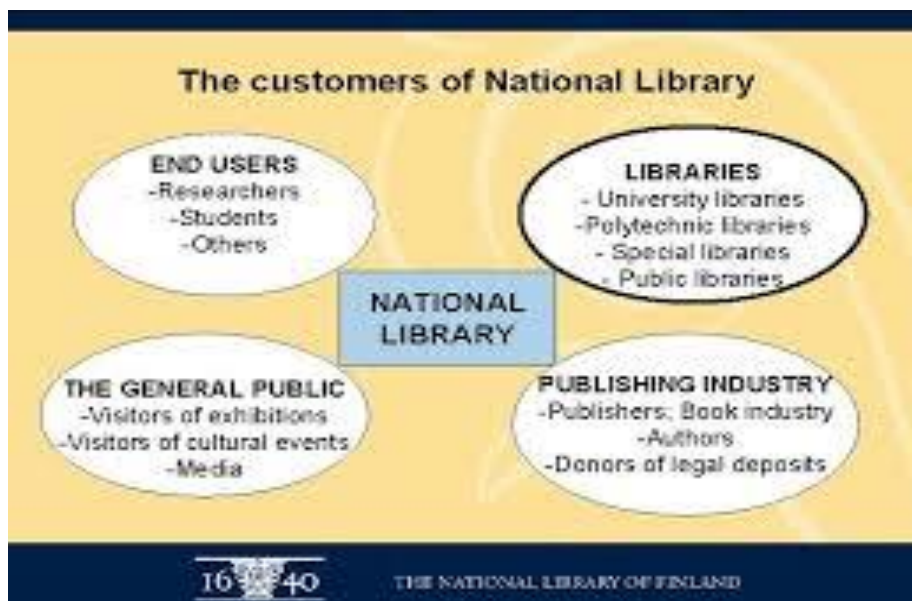 The customers of National Library
END USERS
-Researchers
-Students
-Others
LIBRARIES
- University libraries
-Polytechnic libraries
- Special libraries
- Public libraries
NATIONAL
LIBRARY
THE GENERAL PUBLIC
-Visitors of exhibitions
-Visitors of cultural events
-Media
PUBLISHING INDUSTRY
-Publishers; Book industry
-Authors
-Donors of legal deposits
16 40
THE NATIONAL LIBRARY OF FINLAND